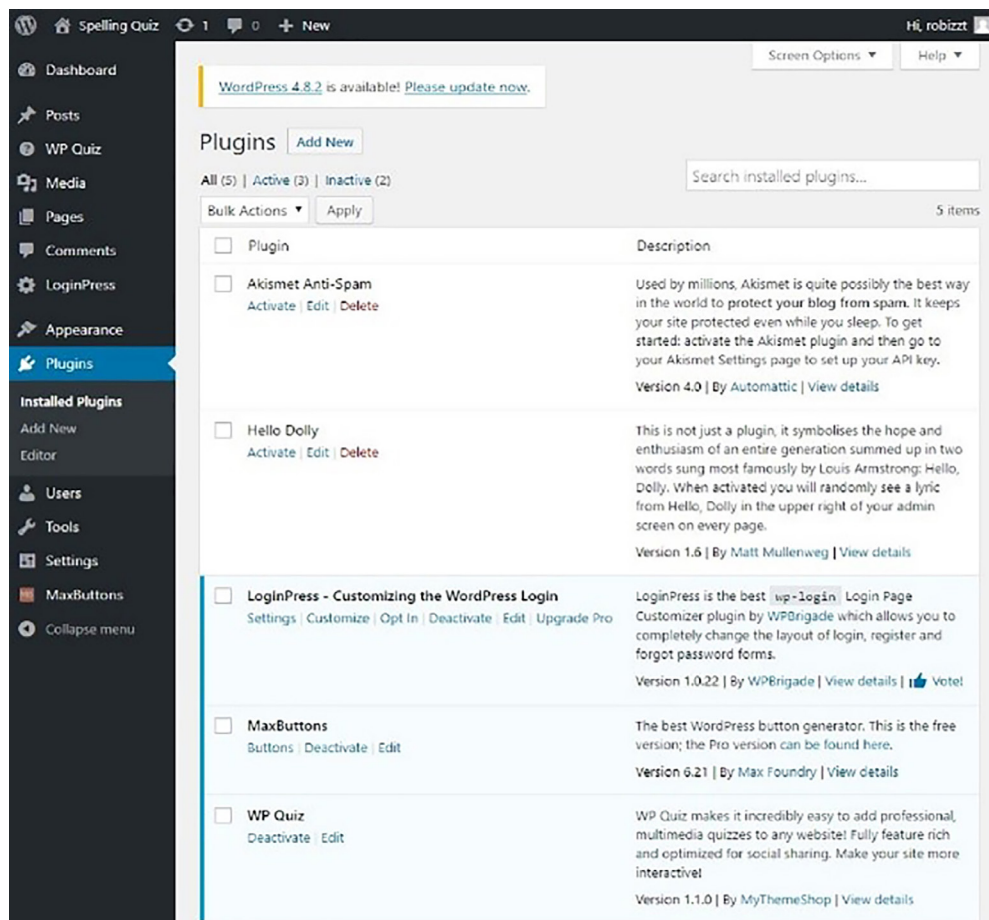 Spelling Quiz 1 0 + New Hi, robizzt
Screen Options ▼ Help ▼
Dashboard
Posts
WP Quiz
Media
Pages
Comments
LoginPress
Appearance
Plugins
Installed Plugins
Add New
Editor
Users
Tools
Settings
MaxButtons
Collapse menu
WordPress 4.8.2 is available! Please update now.
Plugins Add New
All (5) | Active (3) | Inactive (2)
Search installed plugins...
Bulk Actions ▼ Apply
5 items
Plugin Description
Akismet Anti-Spam
Activate | Edit | Delete
Used by millions, Akismet is quite possibly the best way
in the world to protect your blog from spam. It keeps
your site protected even while you sleep. To get
started: activate the Akismet plugin and then go to
your Akismet Settings page to set up your API key.
Version 4.0 | By Automattic | View details
Hello Dolly
Activate | Edit | Delete
This is not just a plugin, it symbolises the hope and
enthusiasm of an entire generation summed up in two
words sung most famously by Louis Armstrong: Hello,
Dolly. When activated you will randomly see a lyric
from Hello, Dolly in the upper right of your admin
screen on every page.
Version 1.6 | By Matt Mullenweg | View details
LoginPress - Customizing the WordPress Login
Settings | Customize | Opt In | Deactivate | Edit | Upgrade Pro
LoginPress is the best wp-login Login Page
Customizer plugin by WPBrigade which allows you to
completely change the layout of login, register and
forgot password forms.
Version 1.0.22 | By WPBrigade | View details | Vote!
MaxButtons
Buttons | Deactivate | Edit
The best WordPress button generator. This is the free
version; the Pro version can be found here.
Version 6.21 | By Max Foundry | View details
WP Quiz
Deactivate | Edit
WP Quiz makes it incredibly easy to add professional,
multimedia quizzes to any website! Fully feature rich
and optimized for social sharing. Make your site more
interactive!
Version 1.1.0 | By MyThemeShop | View details